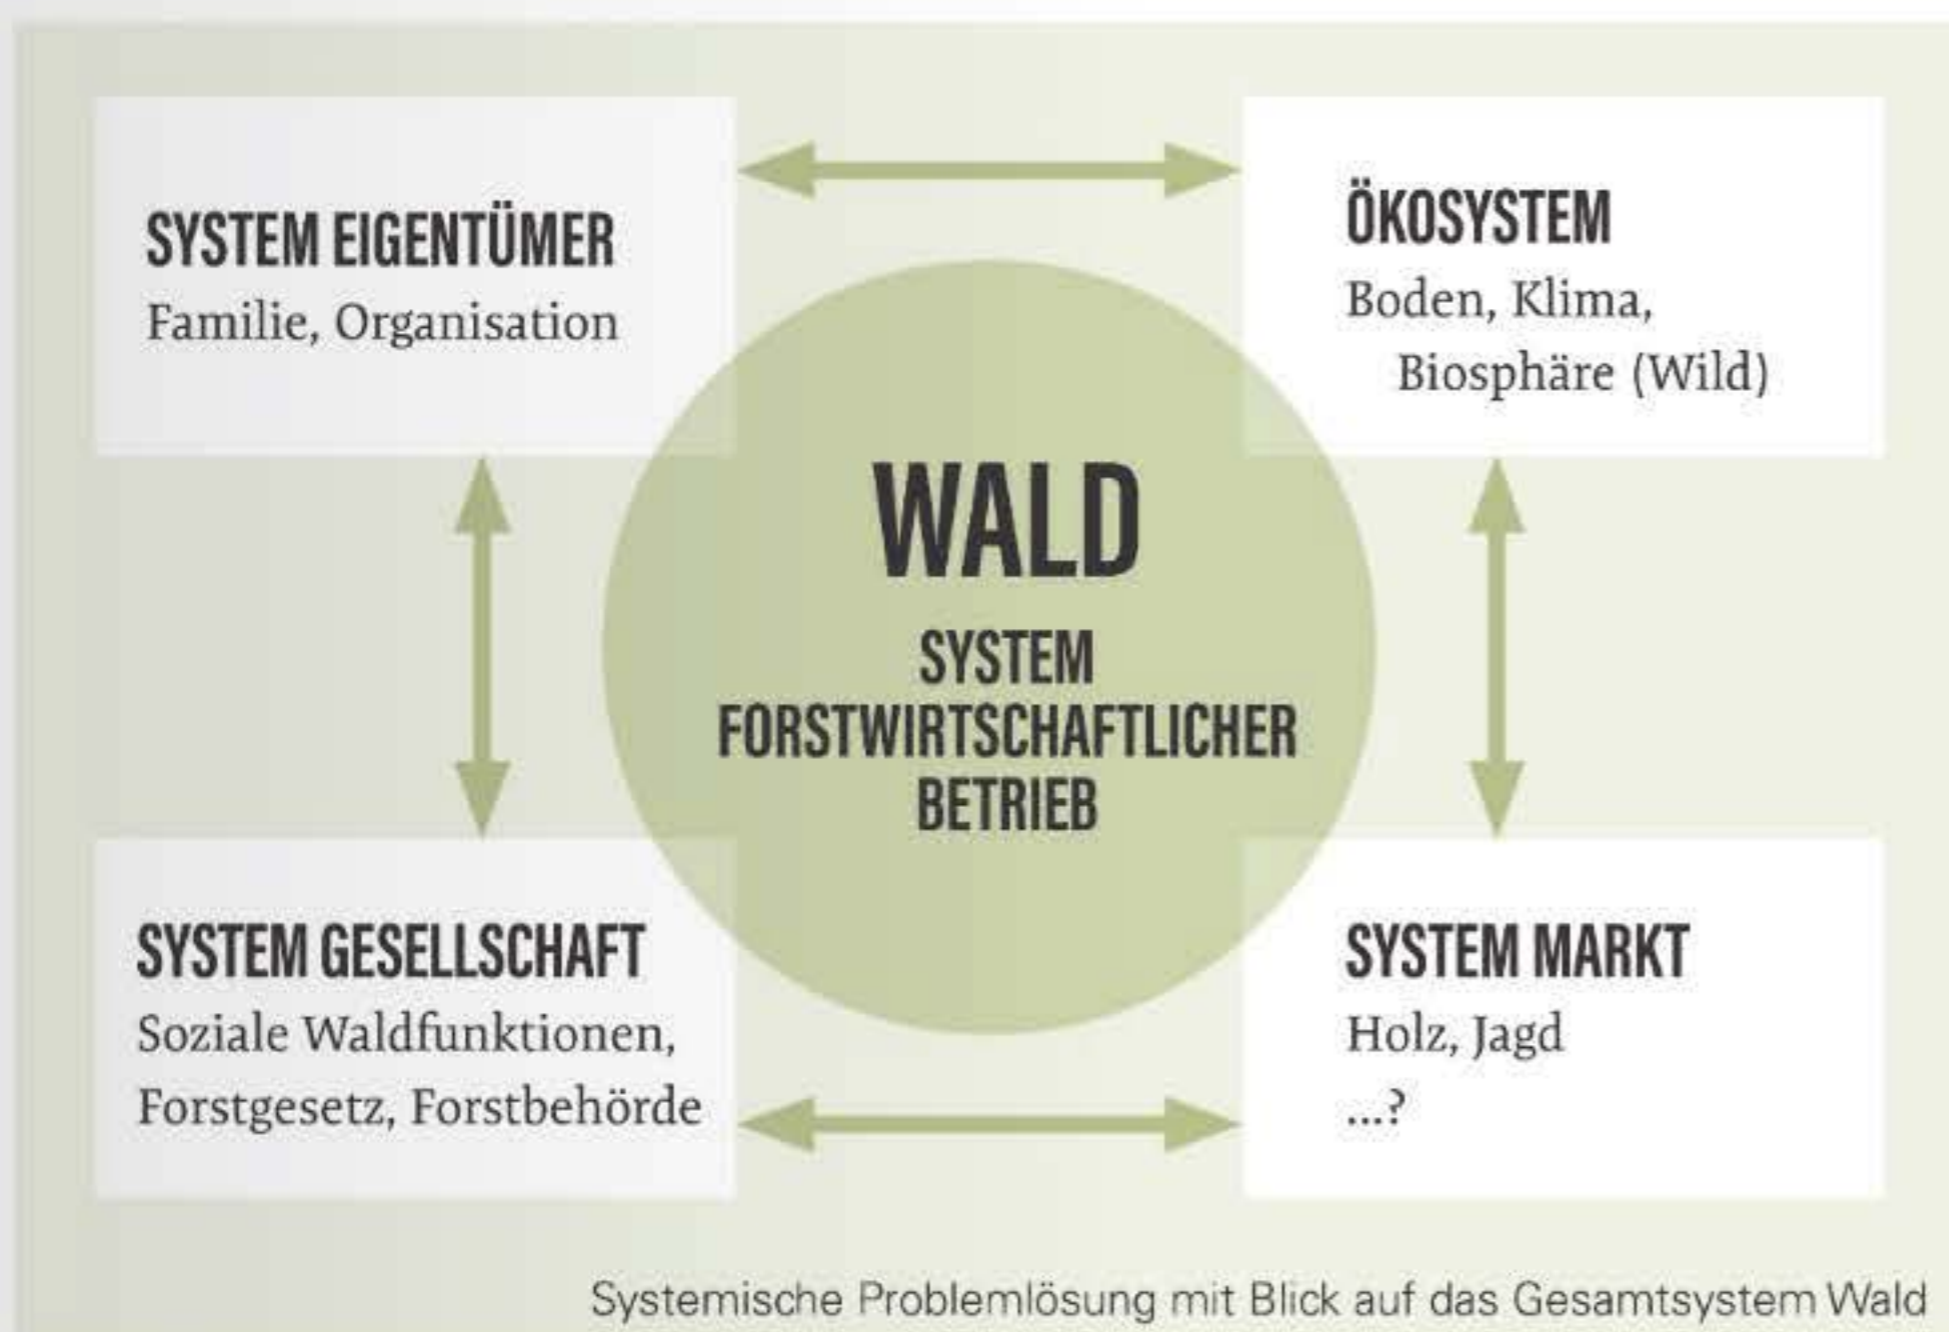 SYSTEM EIGENTÜMER
Familie, Organisation
ÖKOSYSTEM
Boden, Klima,
Biosphäre (Wild)
WALD
SYSTEM
FORSTWIRTSCHAFTLICHER
BETRIEB
SYSTEM GESELLSCHAFT
Soziale Waldfunktionen,
Forstgesetz, Forstbehörde
SYSTEM MARKT
Holz, Jagd
...?
Systemische Problemlösung mit Blick auf das Gesamtsystem Wald